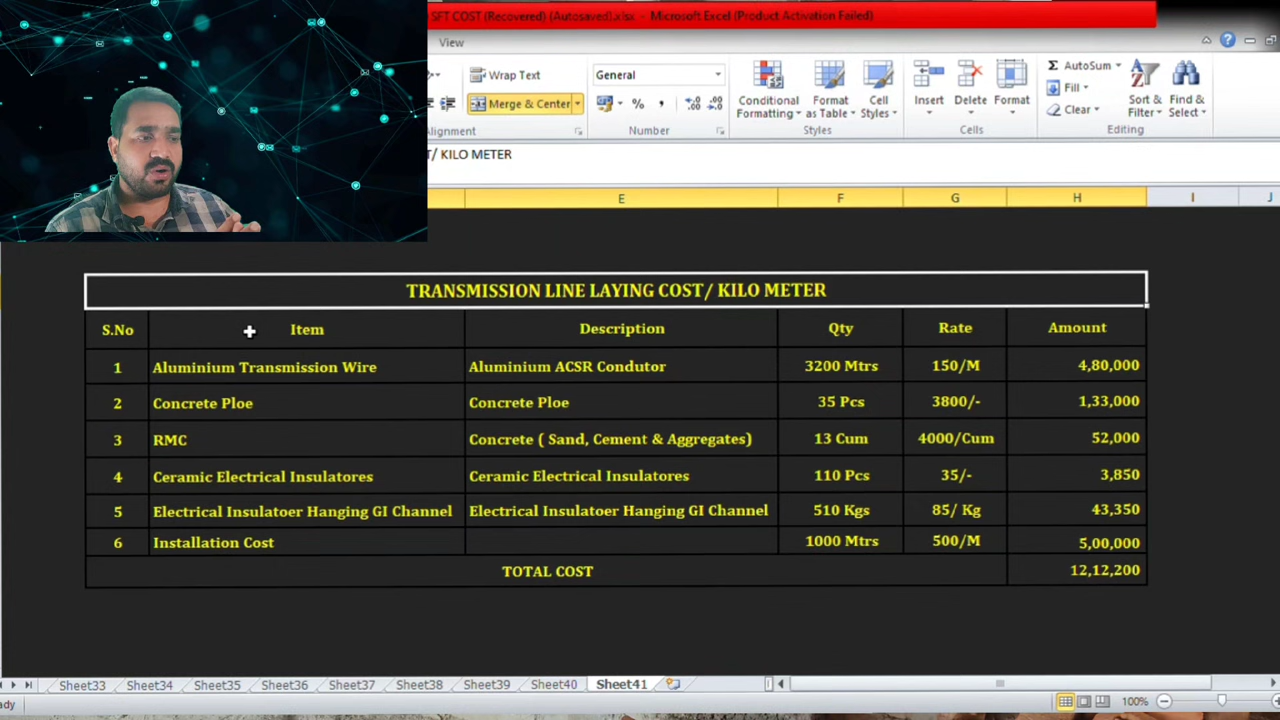 SFT COST (Recovered) (Autosaved).xlsx - Microsoft Excel (Product Activation Failed)
View
Wrap Text
General
AutoSum
Merge & Center
Fill
Clear
Conditional Formatting
Format as Table
Cell Styles
Insert
Delete
Format
Sort & Filter
Find & Select
Alignment
Number
Styles
Cells
Editing
T/ KILO METER
E F G H I J
TRANSMISSION LINE LAYING COST/ KILO METER
S.No Item Description Qty Rate Amount
1 Aluminium Transmission Wire Aluminium ACSR Condutor 3200 Mtrs 150/M 4,80,000
2 Concrete Ploe Concrete Ploe 35 Pcs 3800/- 1,33,000
3 RMC Concrete ( Sand, Cement & Aggregates) 13 Cum 4000/Cum 52,000
4 Ceramic Electrical Insulatores Ceramic Electrical Insulatores 110 Pcs 35/- 3,850
5 Electrical Insulatoer Hanging GI Channel Electrical Insulatoer Hanging GI Channel 510 Kgs 85/ Kg 43,350
6 Installation Cost 1000 Mtrs 500/M 5,00,000
TOTAL COST 12,12,200
Sheet33 Sheet34 Sheet35 Sheet36 Sheet37 Sheet38 Sheet39 Sheet40 Sheet41
ady 100%